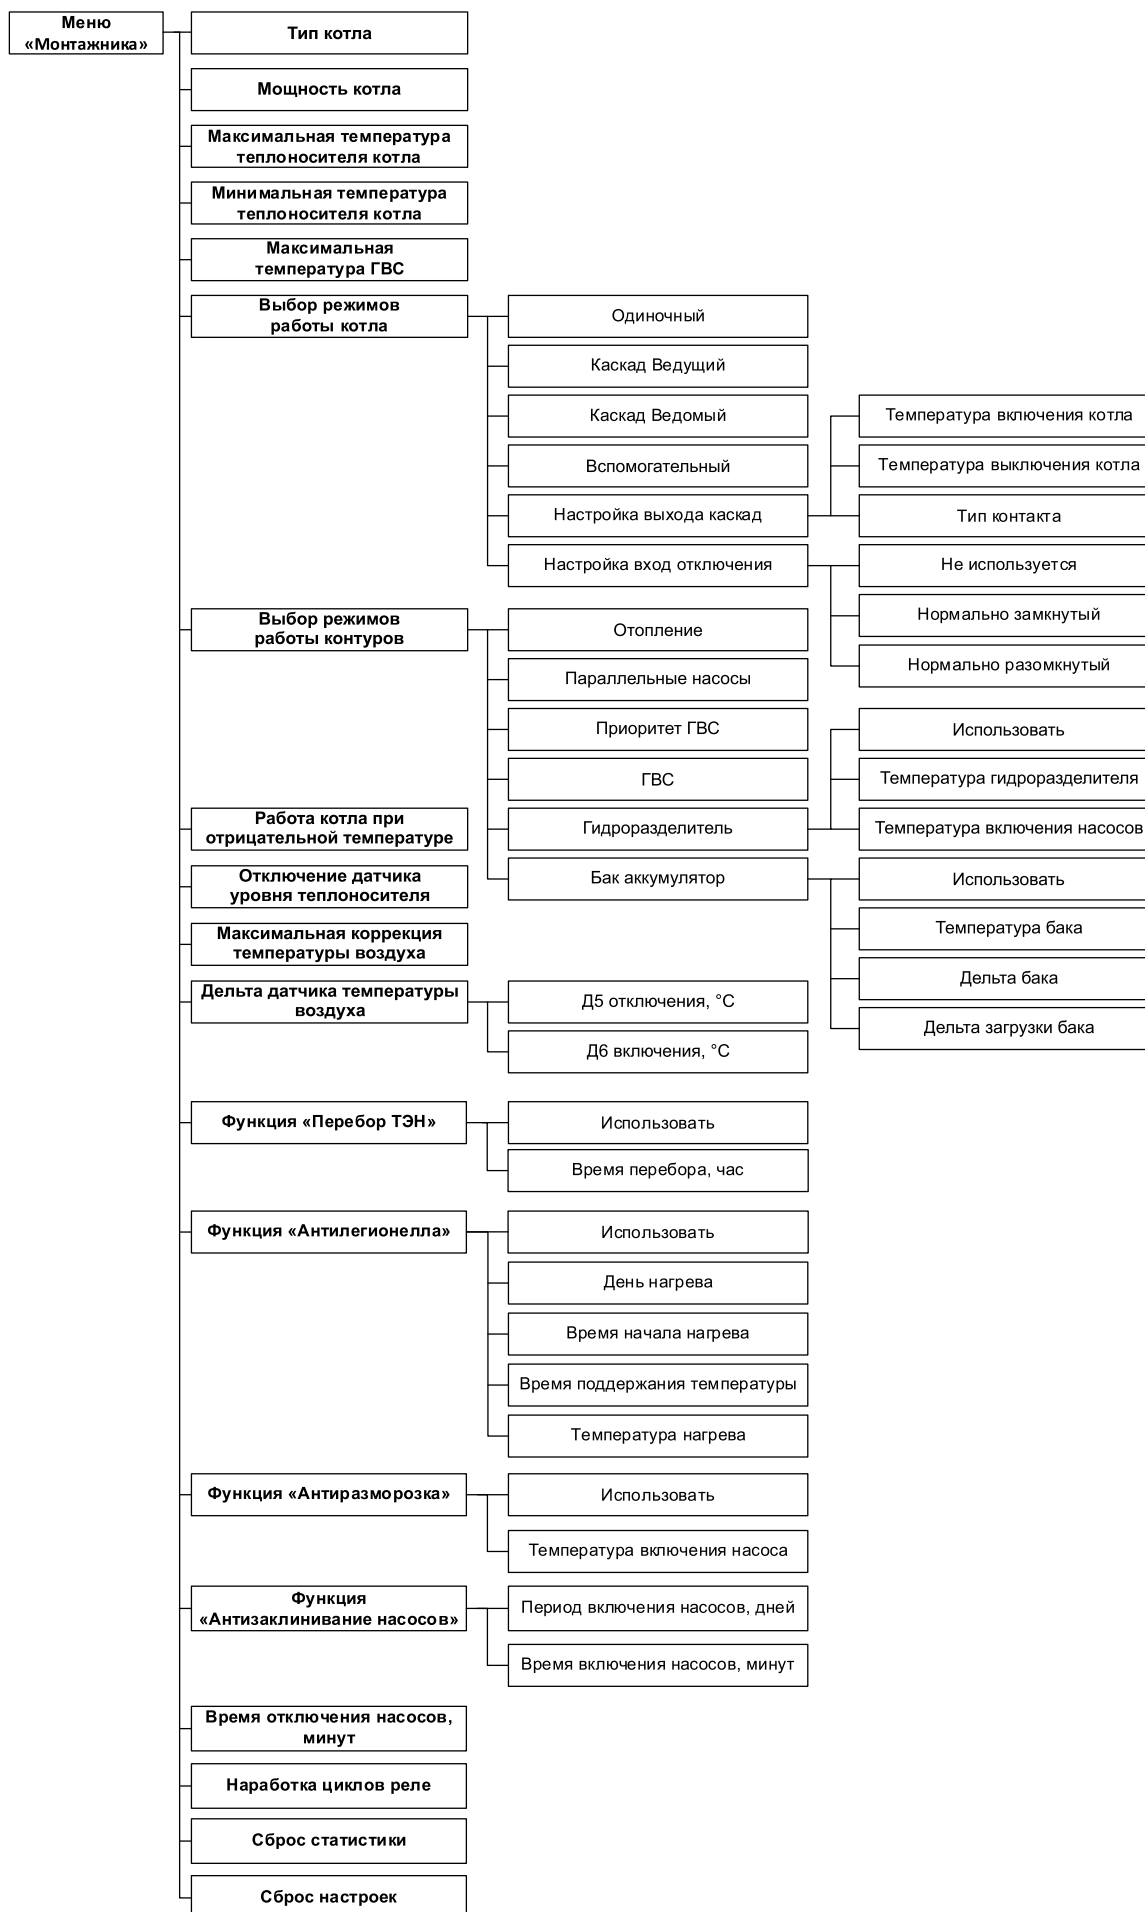 Меню
«Монтажника»
Тип котла
Мощность котла
Максимальная температура
теплоносителя котла
Минимальная температура
теплоносителя котла
Максимальная
температура ГВС
Выбор режимов
работы котла
Одиночный
Каскад Ведущий
Каскад Ведомый
Вспомогательный
Настройка выхода каскад
Температура включения котла
Температура выключения котла
Тип контакта
Настройка вход отключения
Не используется
Нормально замкнутый
Нормально разомкнутый
Выбор режимов
работы контуров
Отопление
Параллельные насосы
Приоритет ГВС
ГВС
Гидроразделитель
Использовать
Температура гидроразделителя
Температура включения насосов
Бак аккумулятор
Использовать
Температура бака
Дельта бака
Дельта загрузки бака
Работа котла при
отрицательной температуре
Отключение датчика
уровня теплоносителя
Максимальная коррекция
температуры воздуха
Дельта датчика температуры
воздуха
Д5 отключения, °С
Д6 включения, °С
Функция «Перебор ТЭН»
Использовать
Время перебора, час
Функция «Антилегионелла»
Использовать
День нагрева
Время начала нагрева
Время поддержания температуры
Температура нагрева
Функция «Антиразморозка»
Использовать
Температура включения насоса
Функция
«Антизаклинивание насосов»
Период включения насосов, дней
Время включения насосов, минут
Время отключения насосов,
минут
Наработка циклов реле
Сброс статистики
Сброс настроек